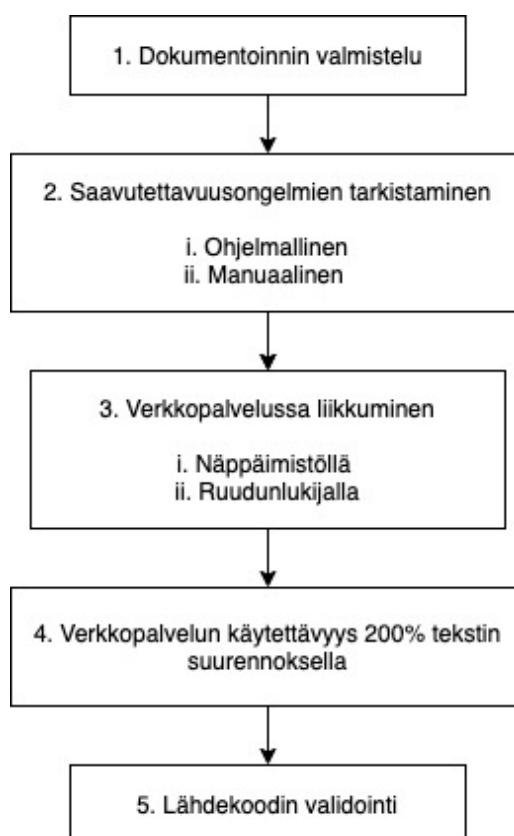 1. Dokumentoinnin valmistelu
2. Saavutettavuusongelmien tarkistaminen
i. Ohjelmallinen
ii. Manuaalinen
3. Verkkopalvelussa liikkuminen
i. Näppäimistöllä
ii. Ruudunlukijalla
4. Verkkopalvelun käytettävyys 200% tekstin
suurennoksella
5. Lähdekoodin validointi